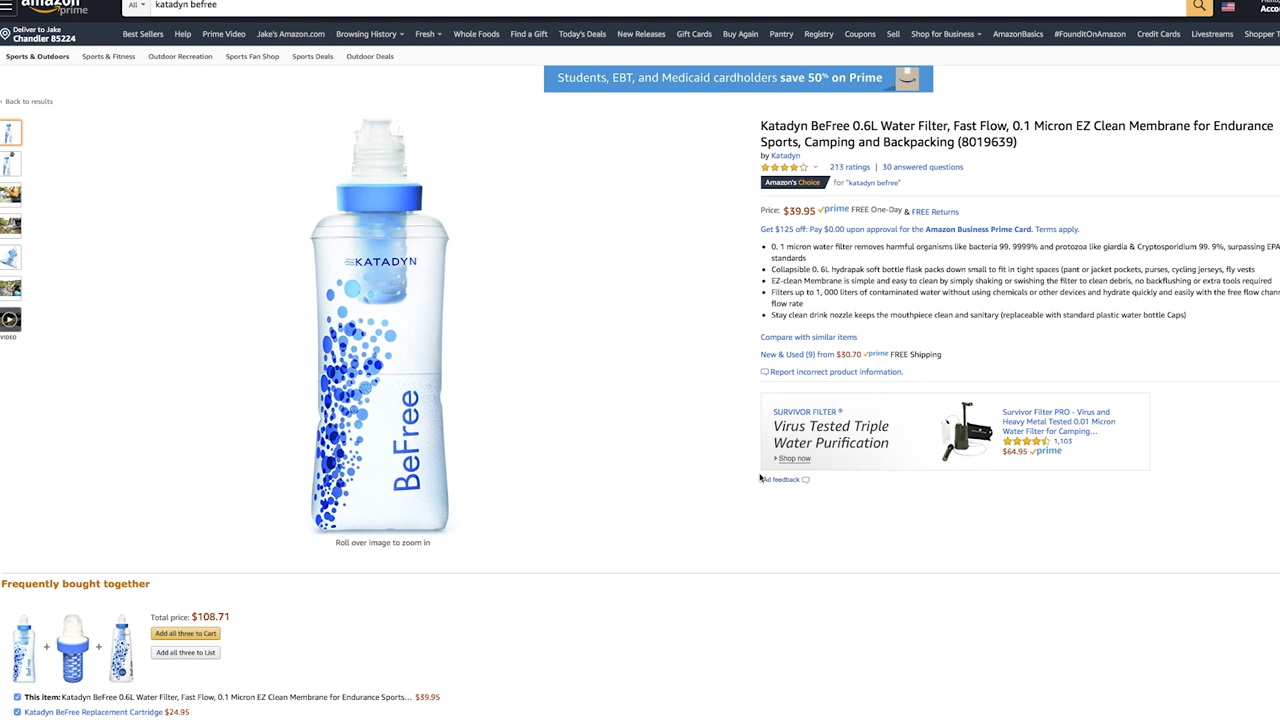 amazon
prime
All
katadyn befree
Deliver to Jake
Chandler 85224
Best Sellers Help Prime Video Jake's Amazon.com Browsing History Fresh Whole Foods Find a Gift Today's Deals New Releases Gift Cards Buy Again Pantry Registry Coupons Sell Shop for Business AmazonBasics #FoundItOnAmazon Credit Cards Livestreams Shopper
Sports & Outdoors Sports & Fitness Outdoor Recreation Sports Fan Shop Sports Deals Outdoor Deals
Students, EBT, and Medicaid cardholders save 50% on Prime
‹ Back to results
Katadyn BeFree 0.6L Water Filter, Fast Flow, 0.1 Micron EZ Clean Membrane for Endurance
Sports, Camping and Backpacking (8019639)
by Katadyn
213 ratings | 30 answered questions
Amazon's Choice for "katadyn befree"
Price: $39.95 prime FREE One-Day & FREE Returns
Get $125 off: Pay $0.00 upon approval for the Amazon Business Prime Card. Terms apply.
• 0. 1 micron water filter removes harmful organisms like bacteria 99. 9999% and protozoa like giardia & Cryptosporidium 99. 9%, surpassing EPA
standards
• Collapsible 0. 6L hydrapak soft bottle flask packs down small to fit in tight spaces (pant or jacket pockets, purses, cycling jerseys, fly vests
• EZ-clean Membrane is simple and easy to clean by simply shaking or swishing the filter to clean debris, no backflushing or extra tools required
• Filters up to 1, 000 liters of contaminated water without using chemicals or other devices and hydrate quickly and easily with the free flow
flow rate
• Stay clean drink nozzle keeps the mouthpiece clean and sanitary (replaceable with standard plastic water bottle Caps)
Compare with similar items
New & Used (9) from $30.70 prime FREE Shipping
Report incorrect product information.
SURVIVOR FILTER ®
Virus Tested Triple
Water Purification
Shop now
Survivor Filter PRO - Virus and
Heavy Metal Tested 0.01 Micron
Water Filter for Camping...
1,103
$64.95 prime
Ad feedback
VIDEO
KATADYN
BeFree
Roll over image to zoom in
Frequently bought together
Total price: $108.71
Add all three to Cart
Add all three to List
This item: Katadyn BeFree 0.6L Water Filter, Fast Flow, 0.1 Micron EZ Clean Membrane for Endurance Sports... $39.95
Katadyn BeFree Replacement Cartridge $24.95